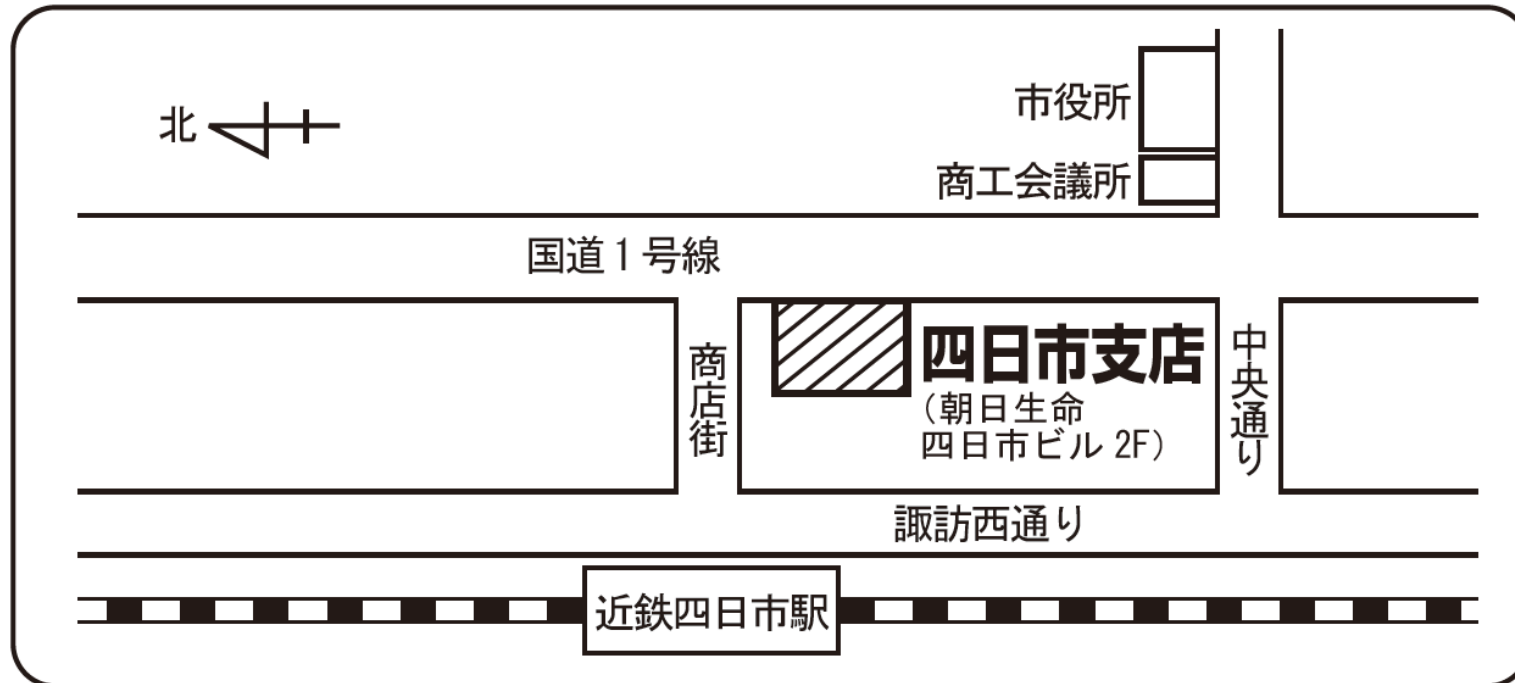 北
市役所
商工会議所
国道1号線
商店街
四日市支店
（朝日生命
四日市ビル 2F）
中央通り
諏訪西通り
近鉄四日市駅